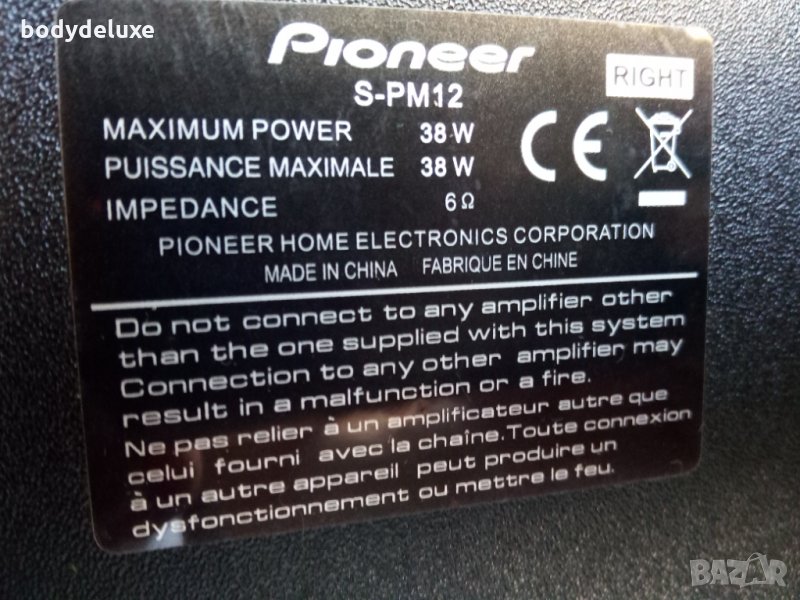 bodydeluxe
Pioneer
RIGHT
S-PM12
MAXIMUM POWER 38 W
PUISSANCE MAXIMALE 38 W
IMPEDANCE 6 Ω
CE
PIONEER HOME ELECTRONICS CORPORATION
MADE IN CHINA FABRIQUE EN CHINE
Do not connect to any amplifier other
than the one supplied with this system
Connection to any other amplifier may
result in a malfunction or a fire.
Ne pas relier à un amplificateur autre que
celui fourni avec la chaîne. Toute connexion
à un autre appareil peut produire un
dysfonctionnement ou mettre le feu.
BAZAR